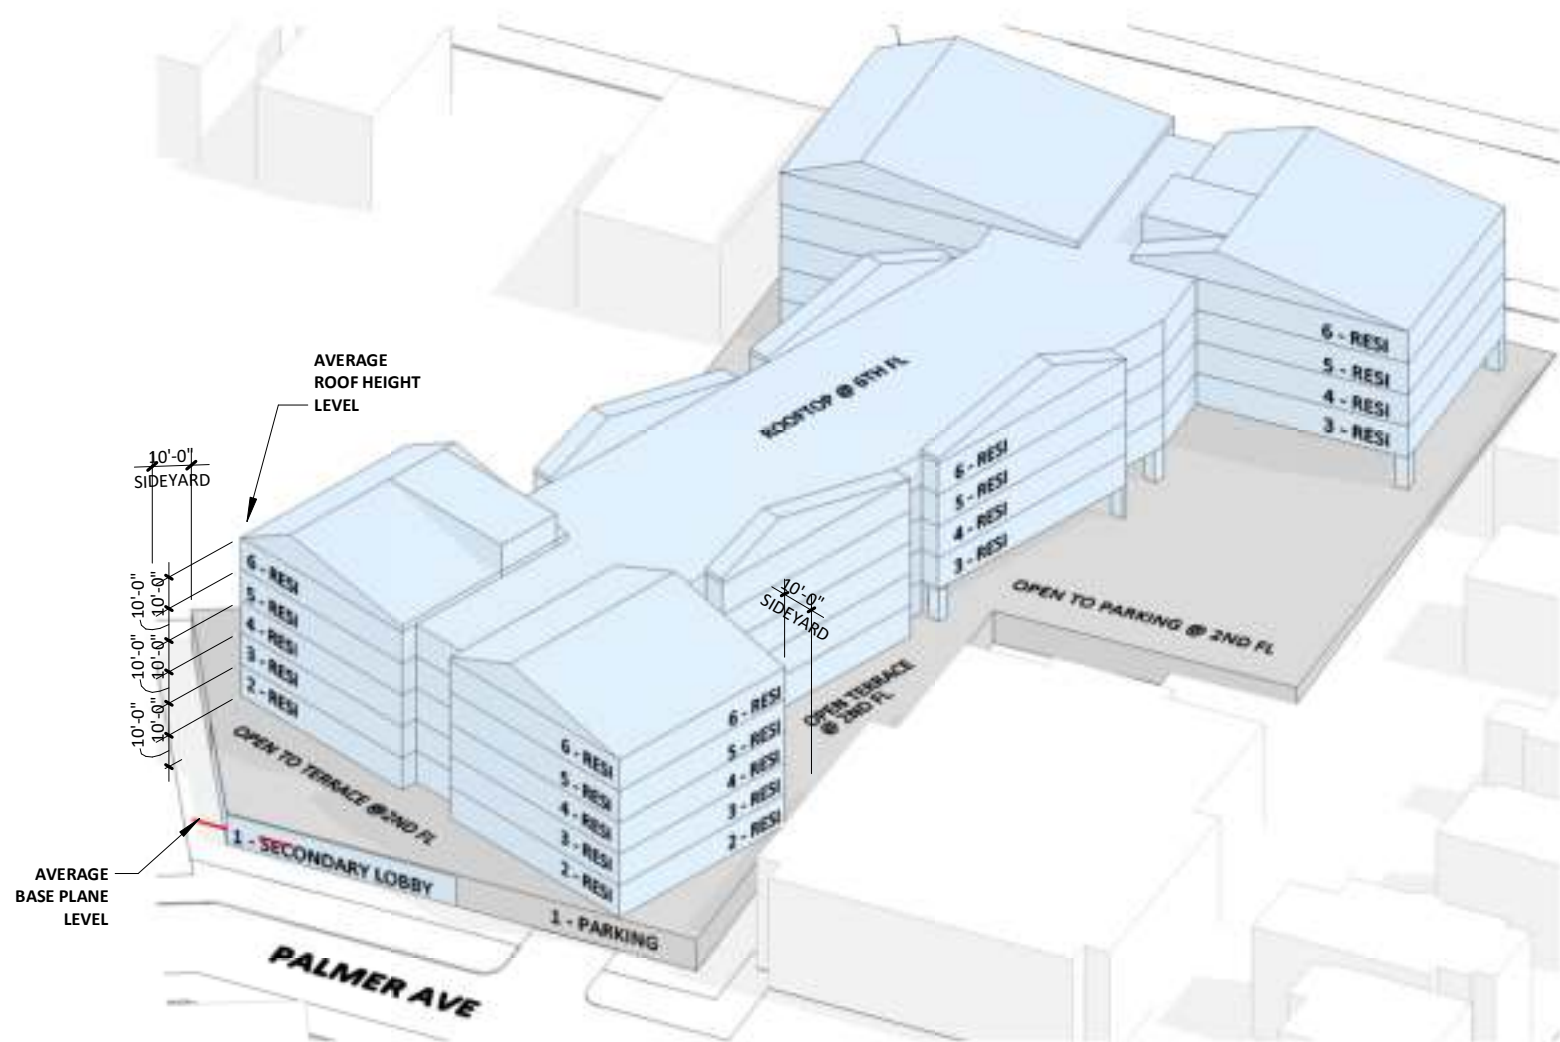 AVERAGE
ROOF HEIGHT
LEVEL
10'-0"
SIDEYARD
10'-0"
10'-0"
10'-0"
10'-0"
10'-0"
10'-0"
ROOFTOP @ 6TH FL
6 - RESI
5 - RESI
4 - RESI
3 - RESI
6 - RESI
5 - RESI
4 - RESI
3 - RESI
OPEN TO PARKING @ 2ND FL
10'-0"
SIDEYARD
OPEN TERRACE
@ 2ND FL
6 - RESI
5 - RESI
4 - RESI
3 - RESI
2 - RESI
6 - RESI
5 - RESI
4 - RESI
3 - RESI
2 - RESI
6 - RESI
5 - RESI
4 - RESI
3 - RESI
2 - RESI
OPEN TO TERRACE @2ND FL
AVERAGE
BASE PLANE
LEVEL
1 - SECONDARY LOBBY
1 - PARKING
PALMER AVE